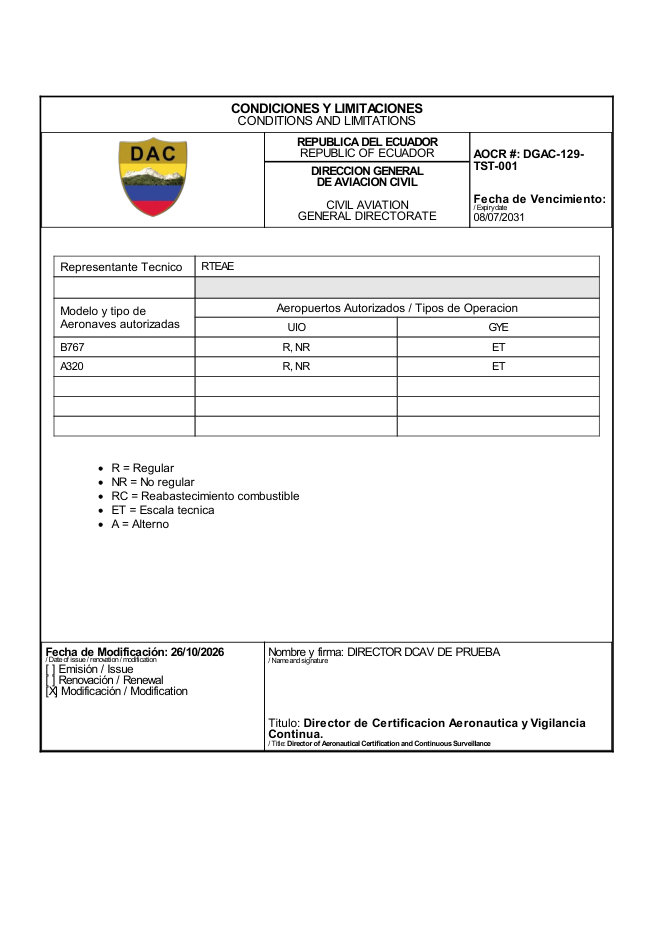 CONDICIONES Y LIMITACIONES
CONDITIONS AND LIMITATIONS
DAC
REPUBLICA DEL ECUADOR
REPUBLIC OF ECUADOR
DIRECCION GENERAL
DE AVIACION CIVIL
CIVIL AVIATION
GENERAL DIRECTORATE
AOCR #: DGAC-129-
TST-001
Fecha de Vencimiento:
/ Expiry date
08/07/2031
Representante Tecnico RTEAE
Modelo y tipo de
Aeronaves autorizadas
Aeropuertos Autorizados / Tipos de Operacion
UIO GYE
B767 R, NR ET
A320 R, NR ET
• R = Regular
• NR = No regular
• RC = Reabastecimiento combustible
• ET = Escala tecnica
• A = Alterno
Fecha de Modificación: 26/10/2026
/ Date of issue / renovation / modification
[ ] Emisión / Issue
[ ] Renovación / Renewal
[X] Modificación / Modification
Nombre y firma: DIRECTOR DCAV DE PRUEBA
/ Name and signature
Titulo: Director de Certificacion Aeronautica y Vigilancia
Continua.
/ Title: Director of Aeronautical Certification and Continuous Surveillance